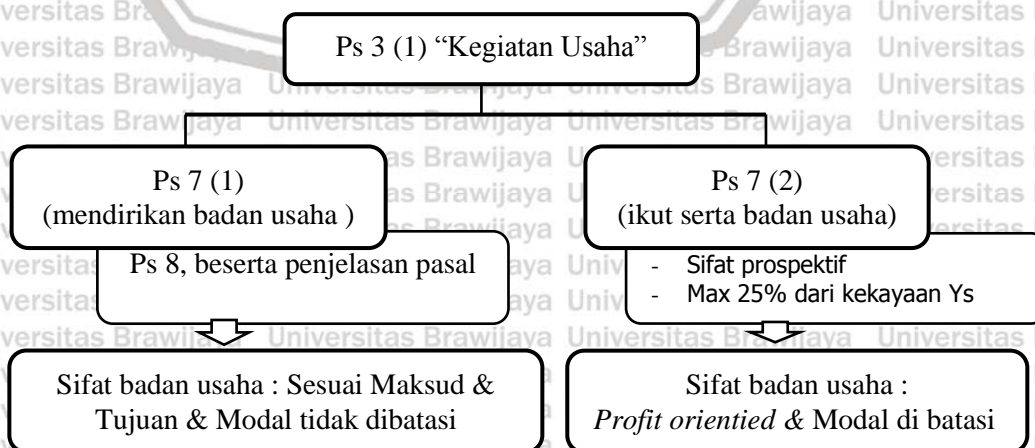 Ps 3 (1) “Kegiatan Usaha”
Ps 7 (1)
(mendirikan badan usaha )
Ps 8, beserta penjelasan pasal
Sifat badan usaha : Sesuai Maksud &
Tujuan & Modal tidak dibatasi
Ps 7 (2)
(ikut serta badan usaha)
- Sifat prospektif
- Max 25% dari kekayaan Ys
Sifat badan usaha :
Profit orientied & Modal di batasi